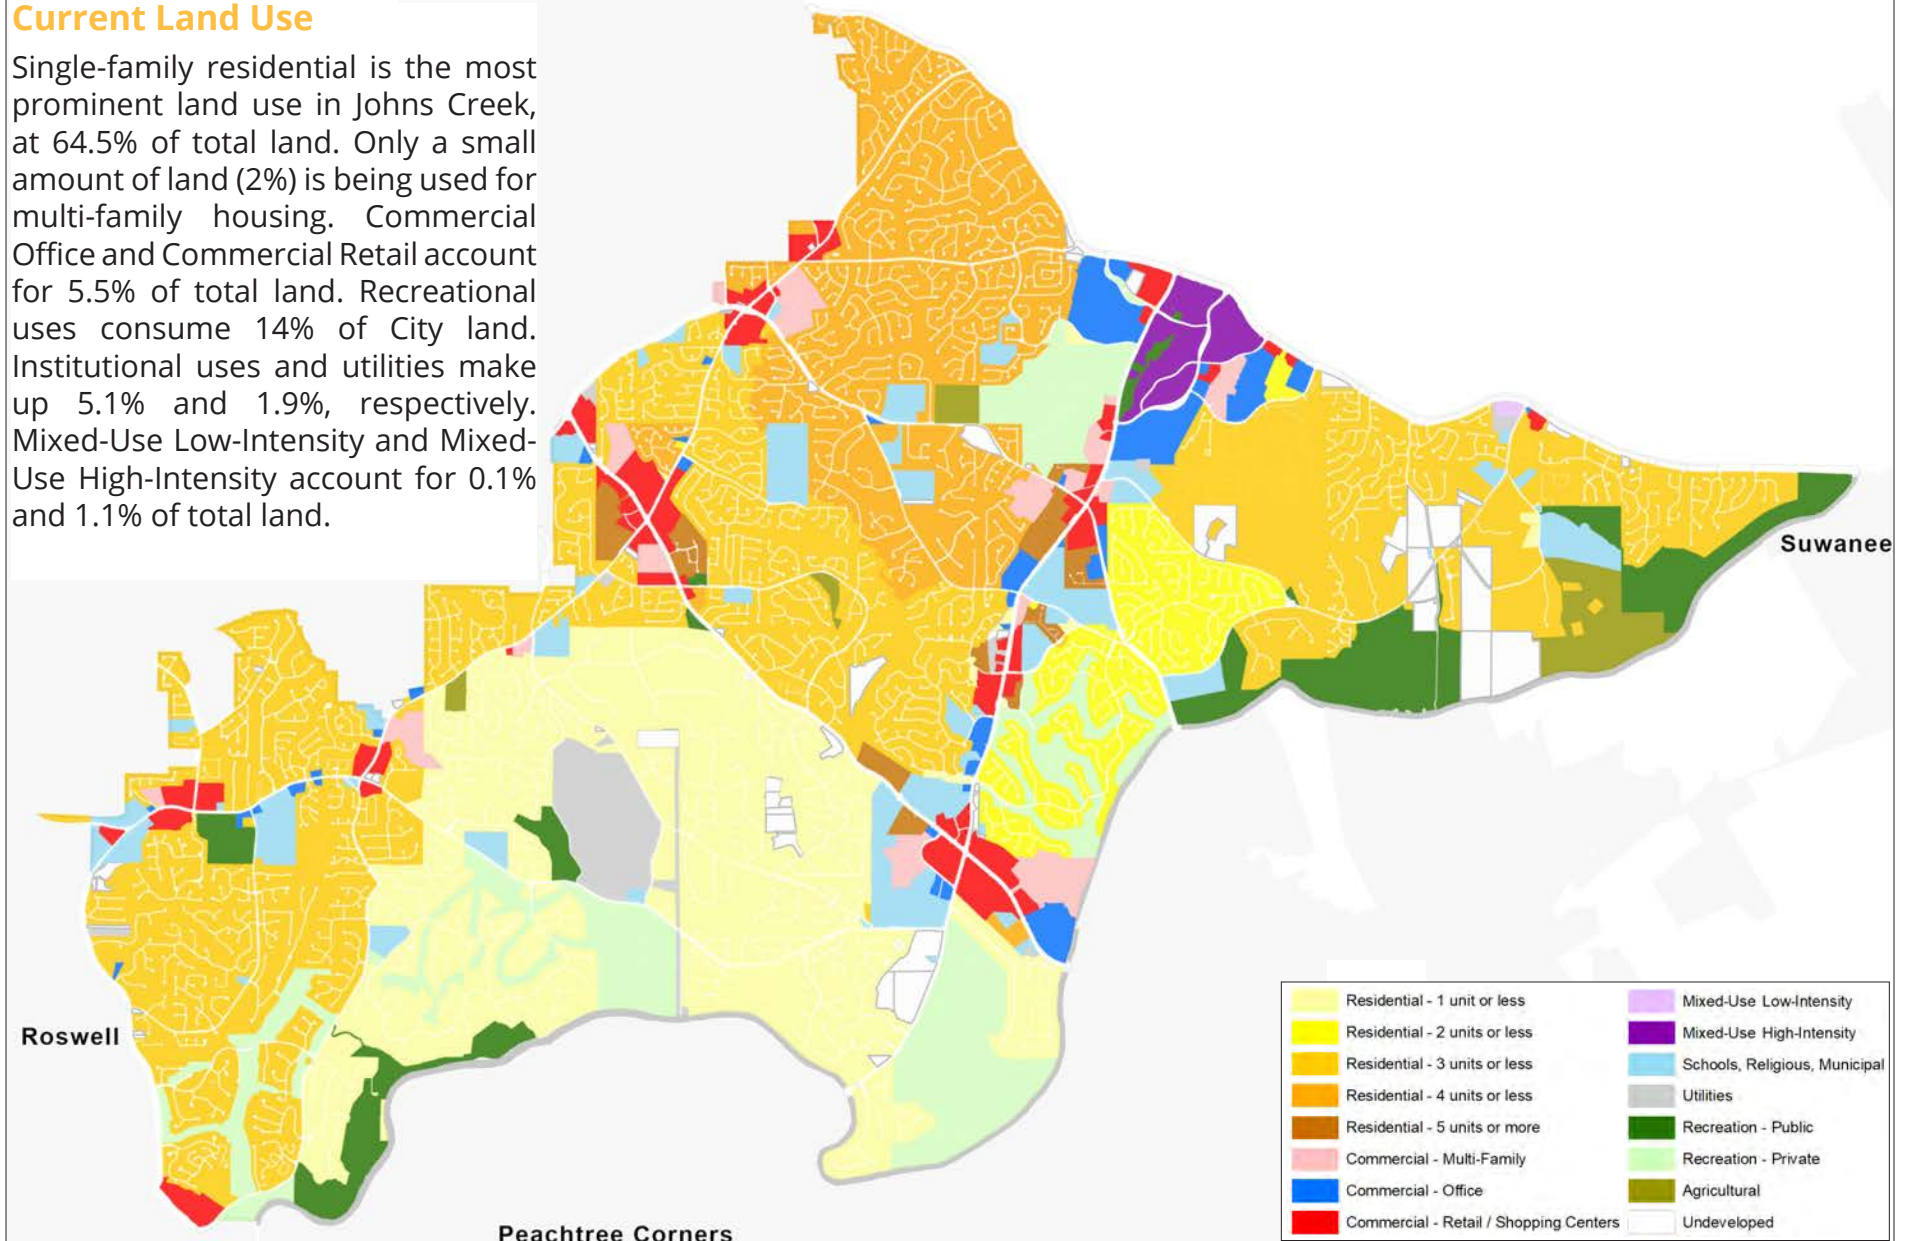 Current Land Use
Single-family residential is the most
prominent land use in Johns Creek,
at 64.5% of total land. Only a small
amount of land (2%) is being used for
multi-family housing. Commercial
Office and Commercial Retail account
for 5.5% of total land. Recreational
uses consume 14% of City land.
Institutional uses and utilities make
up 5.1% and 1.9%, respectively.
Mixed-Use Low-Intensity and Mixed-
Use High-Intensity account for 0.1%
and 1.1% of total land.
Suwanee
Roswell
Peachtree Corners
Residential - 1 unit or less
Residential - 2 units or less
Residential - 3 units or less
Residential - 4 units or less
Residential - 5 units or more
Commercial - Multi-Family
Commercial - Office
Commercial - Retail / Shopping Centers
Mixed-Use Low-Intensity
Mixed-Use High-Intensity
Schools, Religious, Municipal
Utilities
Recreation - Public
Recreation - Private
Agricultural
Undeveloped